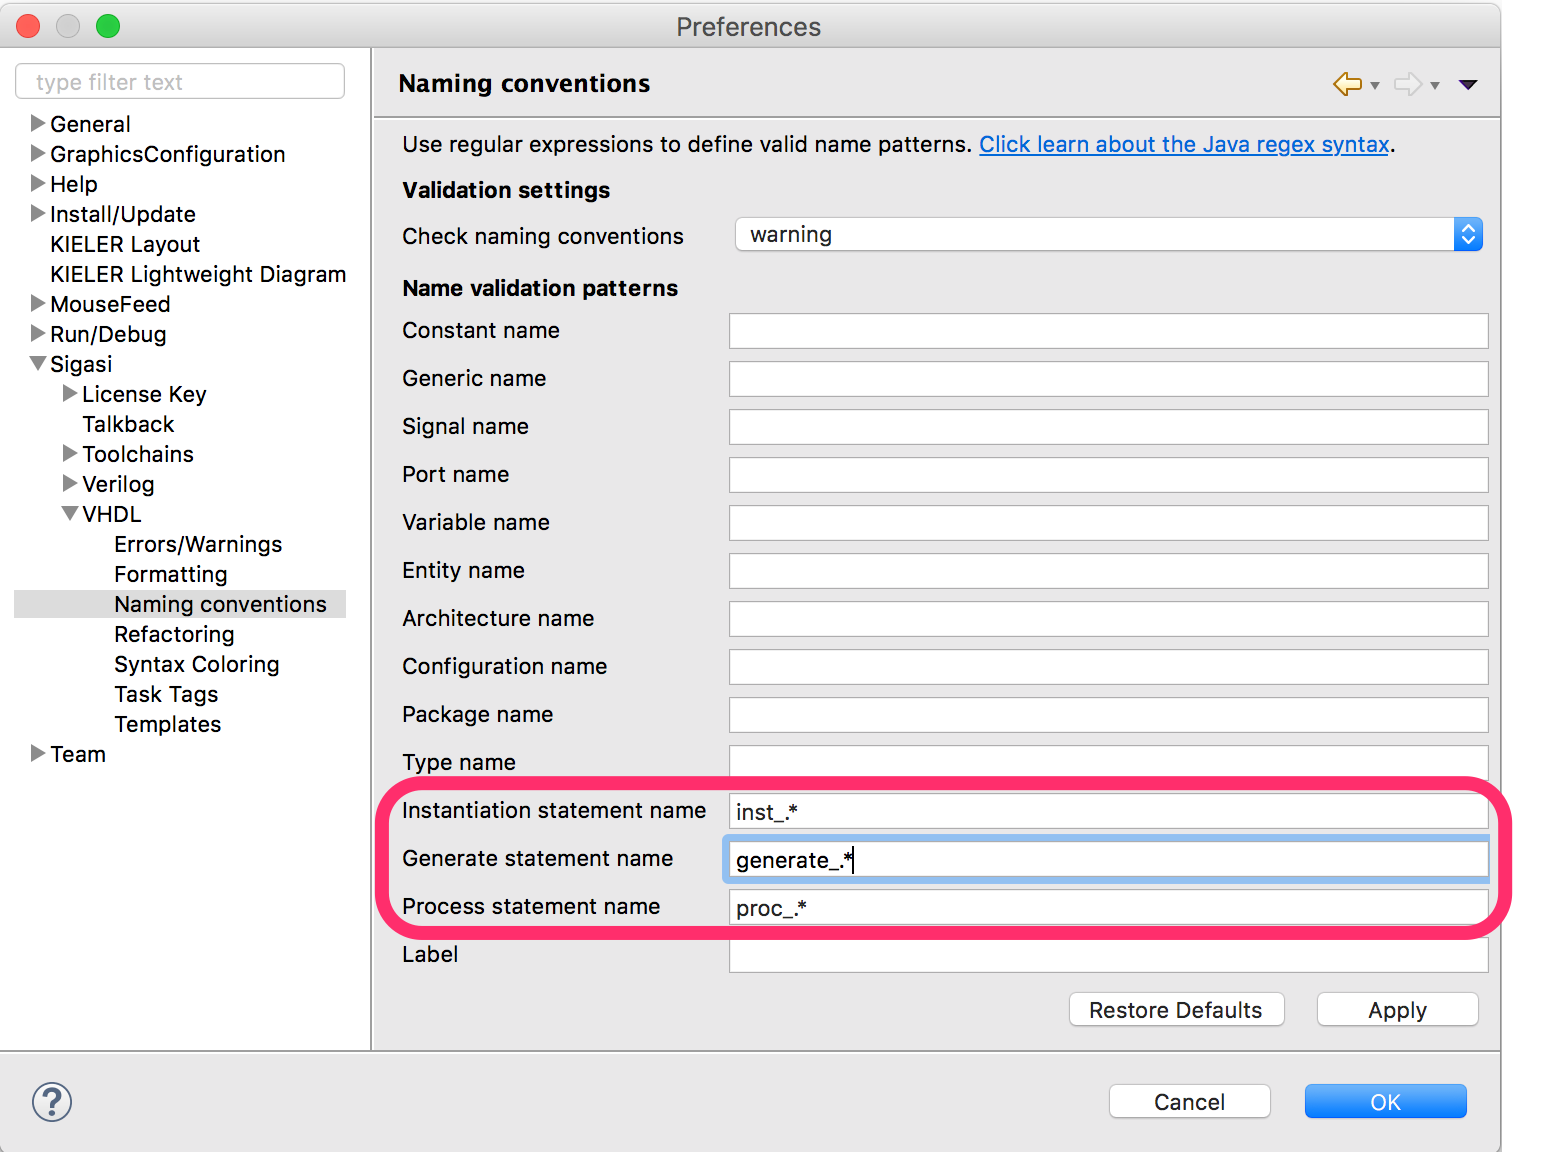 Preferences
type filter text
General
GraphicsConfiguration
Help
Install/Update
KIELER Layout
KIELER Lightweight Diagram
MouseFeed
Run/Debug
Sigasi
License Key
Talkback
Toolchains
Verilog
VHDL
Errors/Warnings
Formatting
Naming conventions
Refactoring
Syntax Coloring
Task Tags
Templates
Team
Naming conventions
Use regular expressions to define valid name patterns. Click learn about the Java regex syntax.
Validation settings
Check naming conventions warning
Name validation patterns
Constant name
Generic name
Signal name
Port name
Variable name
Entity name
Architecture name
Configuration name
Package name
Type name
Instantiation statement name inst_.*
Generate statement name generate_.*
Process statement name proc_.*
Label
Restore Defaults Apply
? Cancel OK